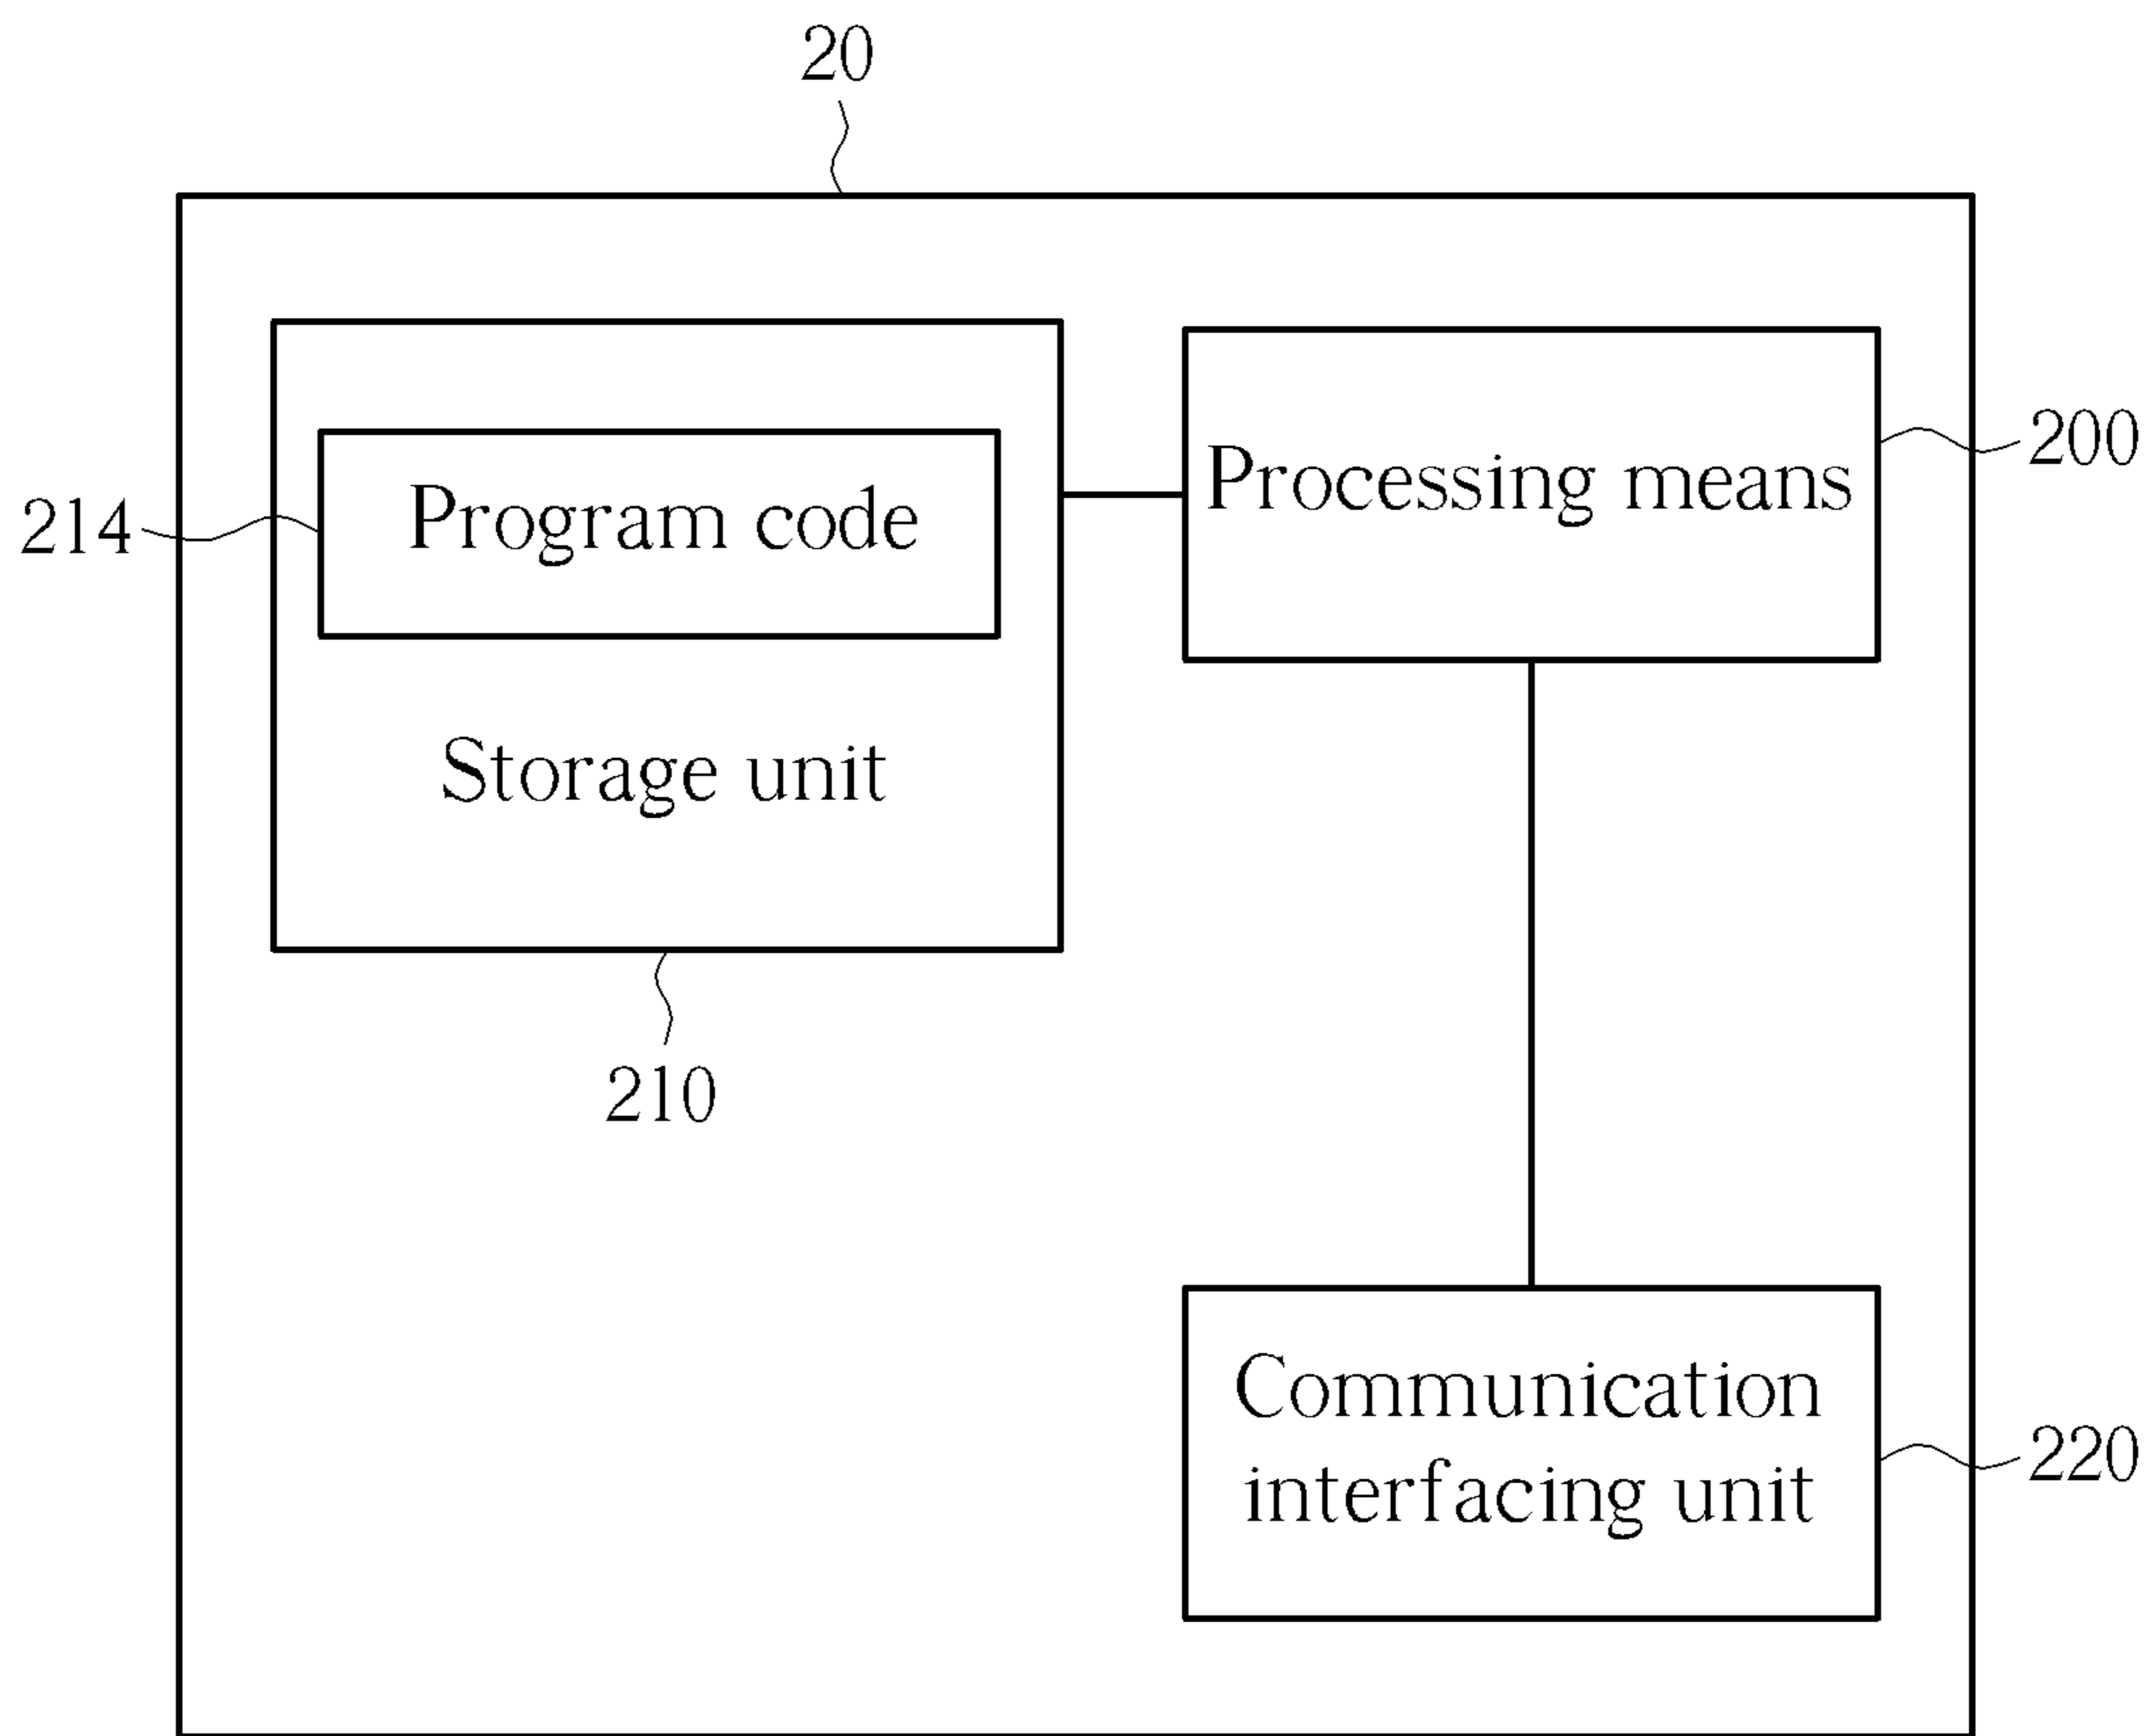 20
200
Processing means
214
Program code
Storage unit
210
Communication
interfacing unit
220